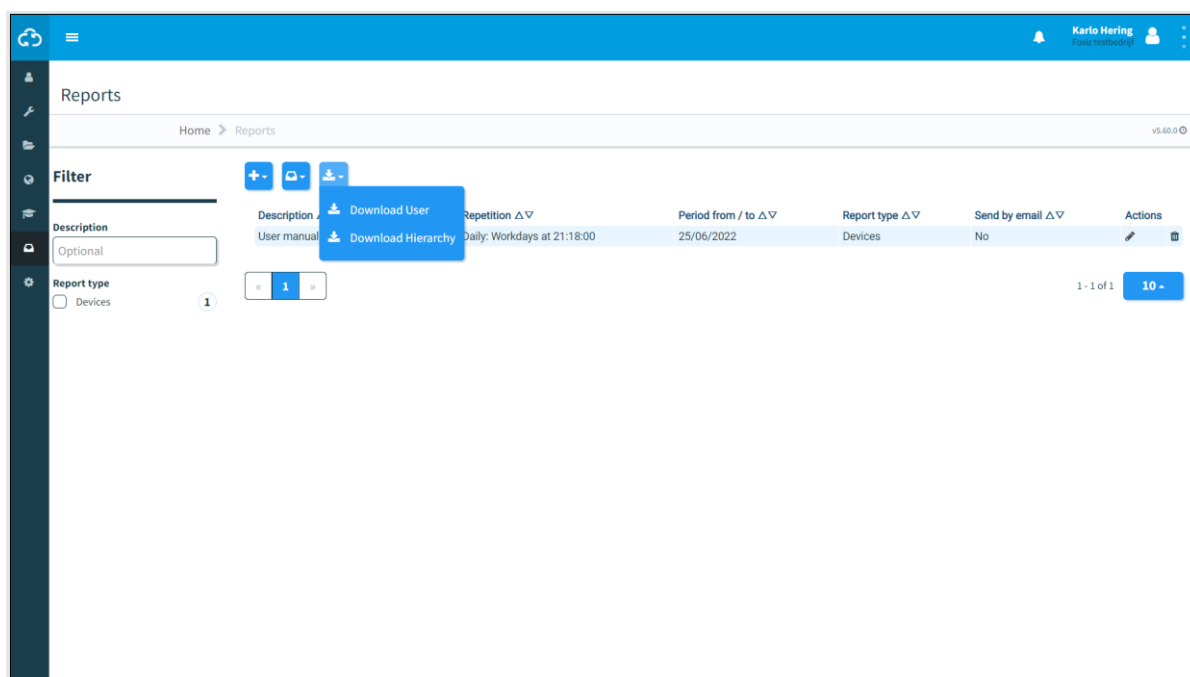 Karlo Hering
Foxiz testbedrijf
Reports
Home Reports
v5.60.0
Filter
Description
Optional
Report type
Devices 1
Download User
Download Hierarchy
Description Repetition △▽ Period from / to △▽ Report type △▽ Send by email △▽ Actions
User manual Daily: Workdays at 21:18:00 25/06/2022 Devices No
« 1 »
1 - 1 of 1
10